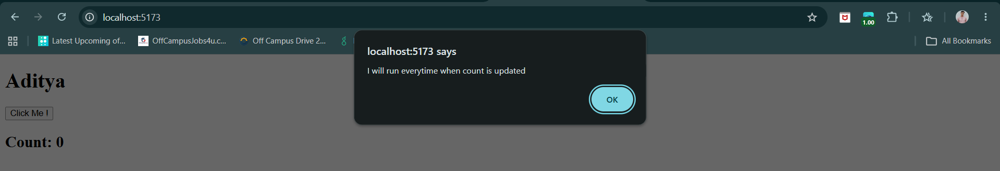 localhost:5173
1.00
Latest Upcoming of...
OffCampusJobs4u.c...
Off Campus Drive 2...
All Bookmarks
localhost:5173 says
I will run everytime when count is updated
OK
Aditya
Click Me !
Count: 0